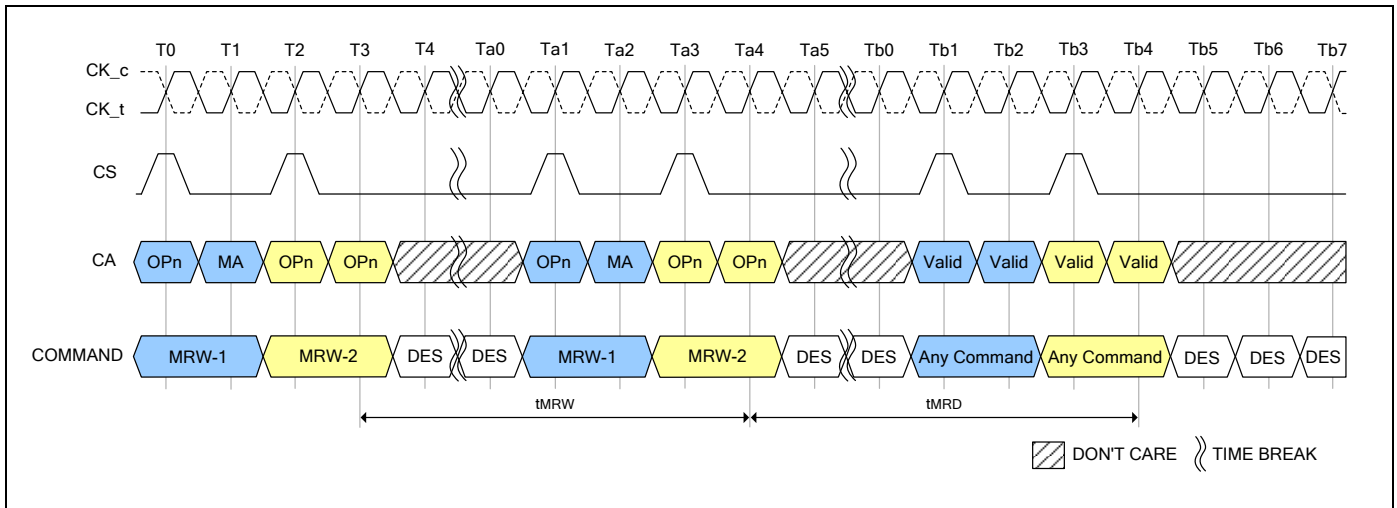 T0 T1 T2 T3 T4 Ta0 Ta1 Ta2 Ta3 Ta4 Ta5 Tb0 Tb1 Tb2 Tb3 Tb4 Tb5 Tb6 Tb7
CK_c
CK_t
CS
CA OPn MA OPn OPn OPn MA OPn OPn Valid Valid Valid Valid
COMMAND MRW-1 MRW-2 DES DES MRW-1 MRW-2 DES DES Any Command Any Command DES DES DES
tMRW tMRD
DON'T CARE TIME BREAK